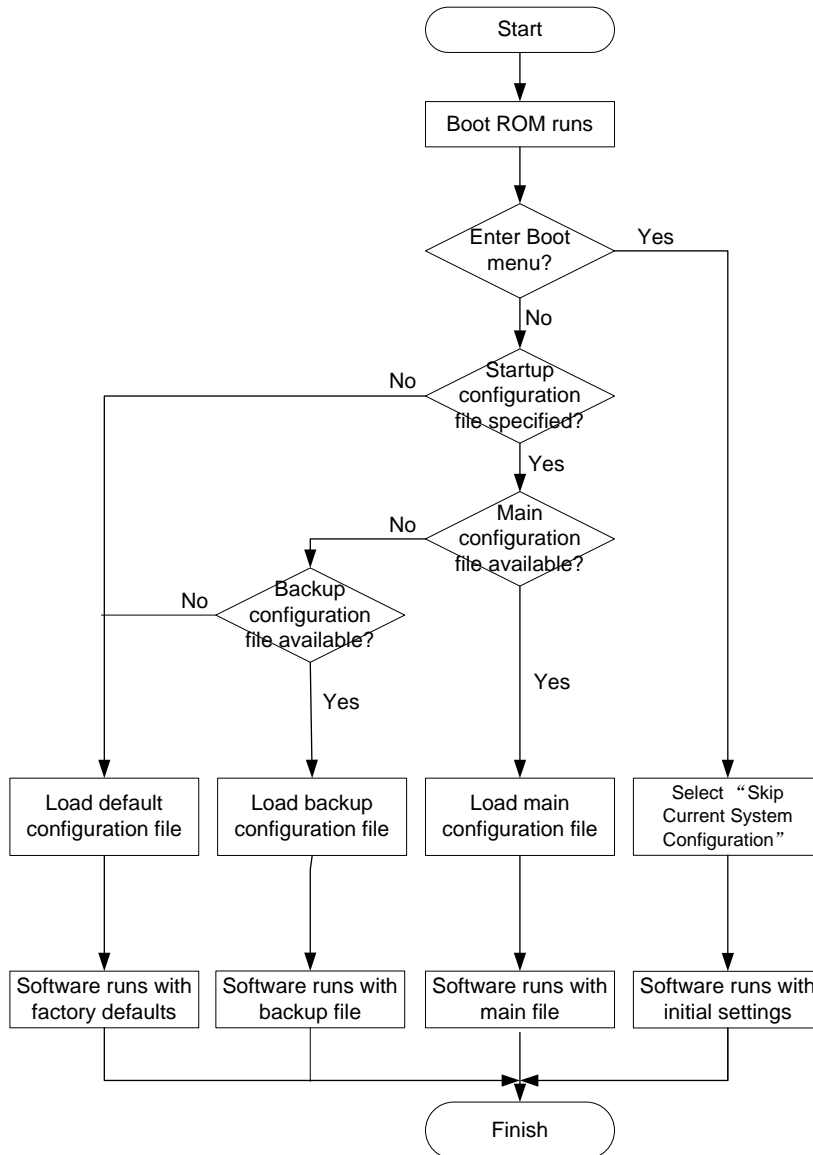 Start
Boot ROM runs
Enter Boot
menu?
Yes
No
Startup
configuration
file specified?
No
Yes
Main
configuration
file available?
No
Backup
configuration
file available?
No
Yes
Yes
Load default
configuration file
Load backup
configuration file
Load main
configuration file
Select “Skip
Current System
Configuration”
Software runs with
factory defaults
Software runs with
backup file
Software runs with
main file
Software runs with
initial settings
Finish